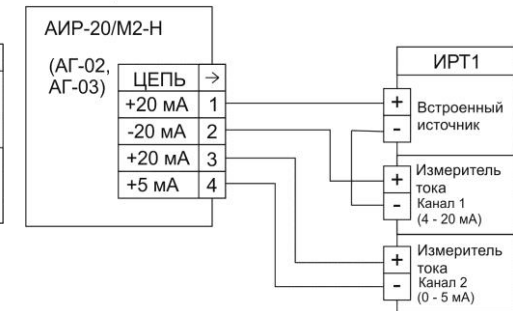 АИР-20/М2-Н
(АГ-02,
АГ-03)
ЦЕПЬ →
+20 мА 1
-20 мА 2
+20 мА 3
+5 мА 4
ИРТ1
+ Встроенный
- источник
+ Измеритель
тока
- Канал 1
(4 - 20 мА)
+ Измеритель
тока
- Канал 2
(0 - 5 мА)